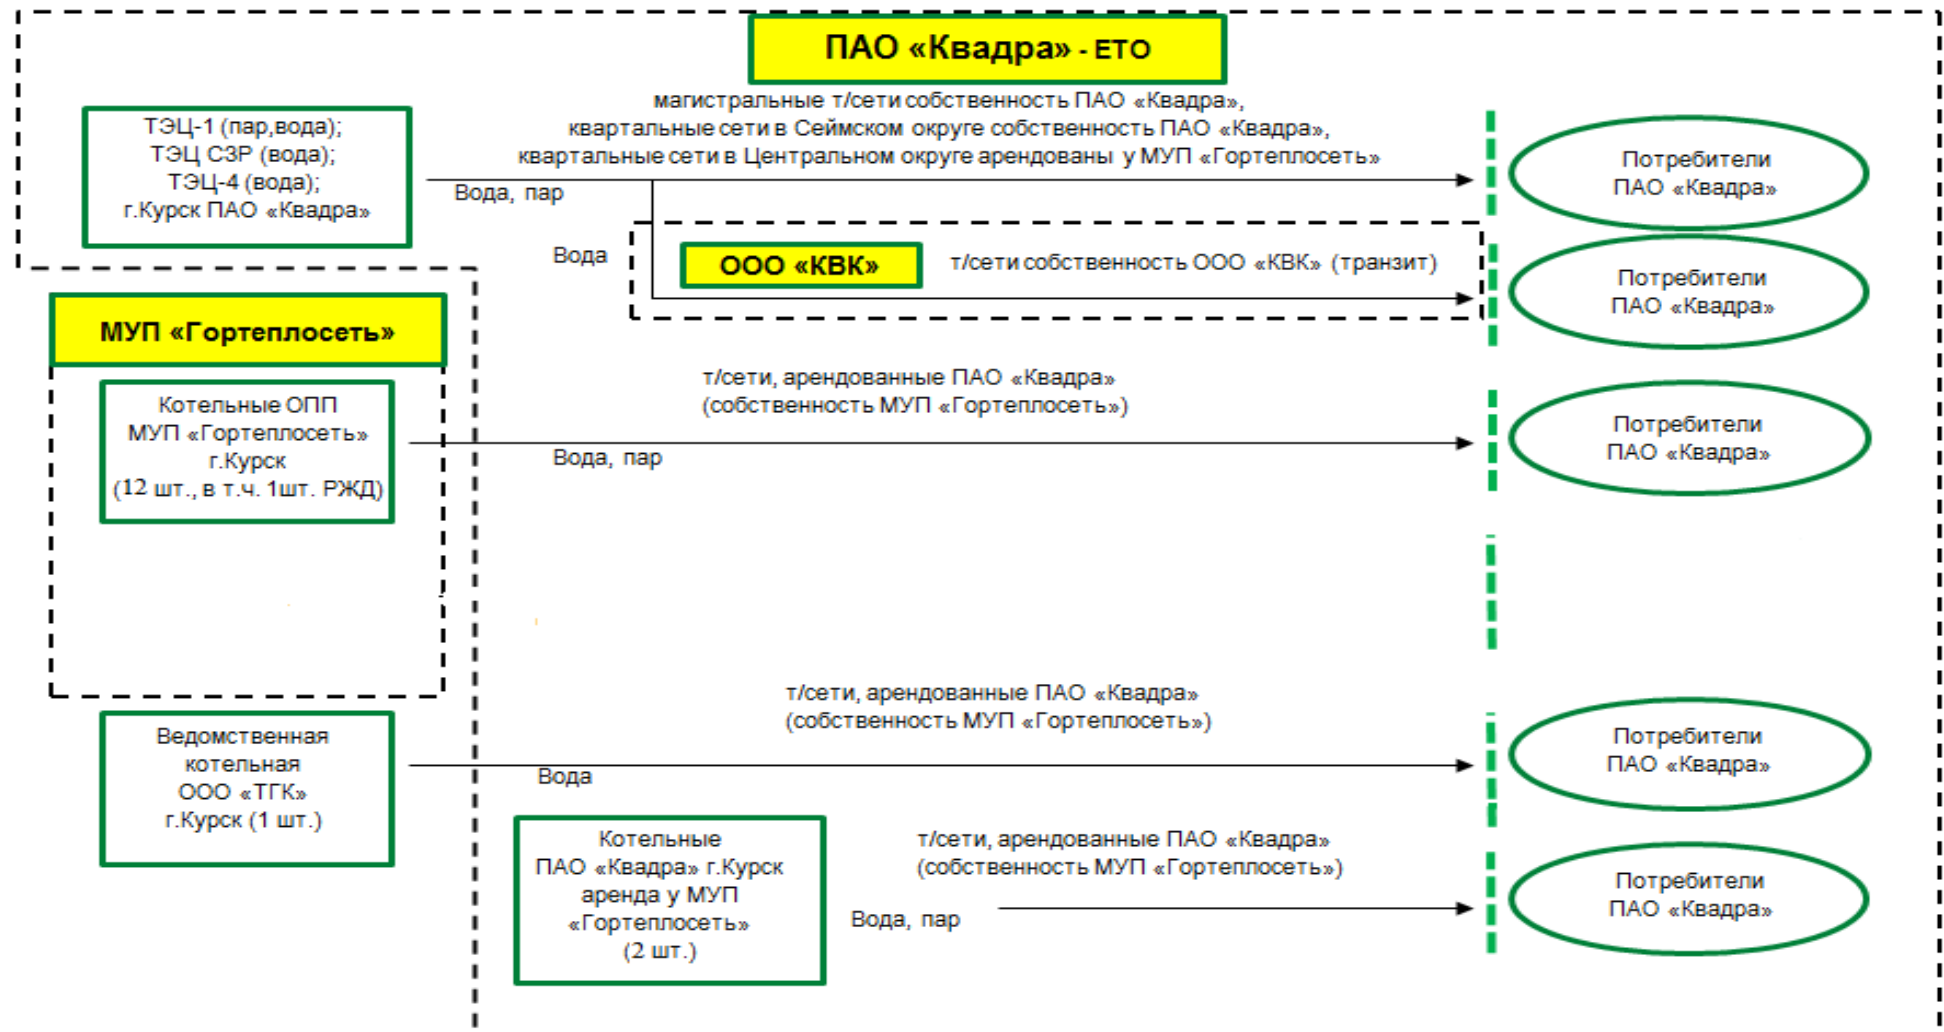 ПАО «Квадра» - ЕТО
магистральные т/сети собственность ПАО «Квадра»,
квартальные сети в Сеймском округе собственность ПАО «Квадра»,
квартальные сети в Центральном округе арендованы у МУП «Гортеплосеть»
ТЭЦ-1 (пар,вода);
ТЭЦ СЗР (вода);
ТЭЦ-4 (вода);
г.Курск ПАО «Квадра»
Вода, пар
Потребители
ПАО «Квадра»
Вода
ООО «КВК»
т/сети собственность ООО «КВК» (транзит)
Потребители
ПАО «Квадра»
МУП «Гортеплосеть»
Котельные ОПП
МУП «Гортеплосеть»
г.Курск
(12 шт., в т.ч. 1шт. РЖД)
т/сети, арендованные ПАО «Квадра»
(собственность МУП «Гортеплосеть»)
Вода, пар
Потребители
ПАО «Квадра»
Ведомственная
котельная
ООО «ТГК»
г.Курск (1 шт.)
т/сети, арендованные ПАО «Квадра»
(собственность МУП «Гортеплосеть»)
Вода
Потребители
ПАО «Квадра»
Котельные
ПАО «Квадра» г.Курск
аренда у МУП
«Гортеплосеть»
(2 шт.)
т/сети, арендованные ПАО «Квадра»
(собственность МУП «Гортеплосеть»)
Вода, пар
Потребители
ПАО «Квадра»